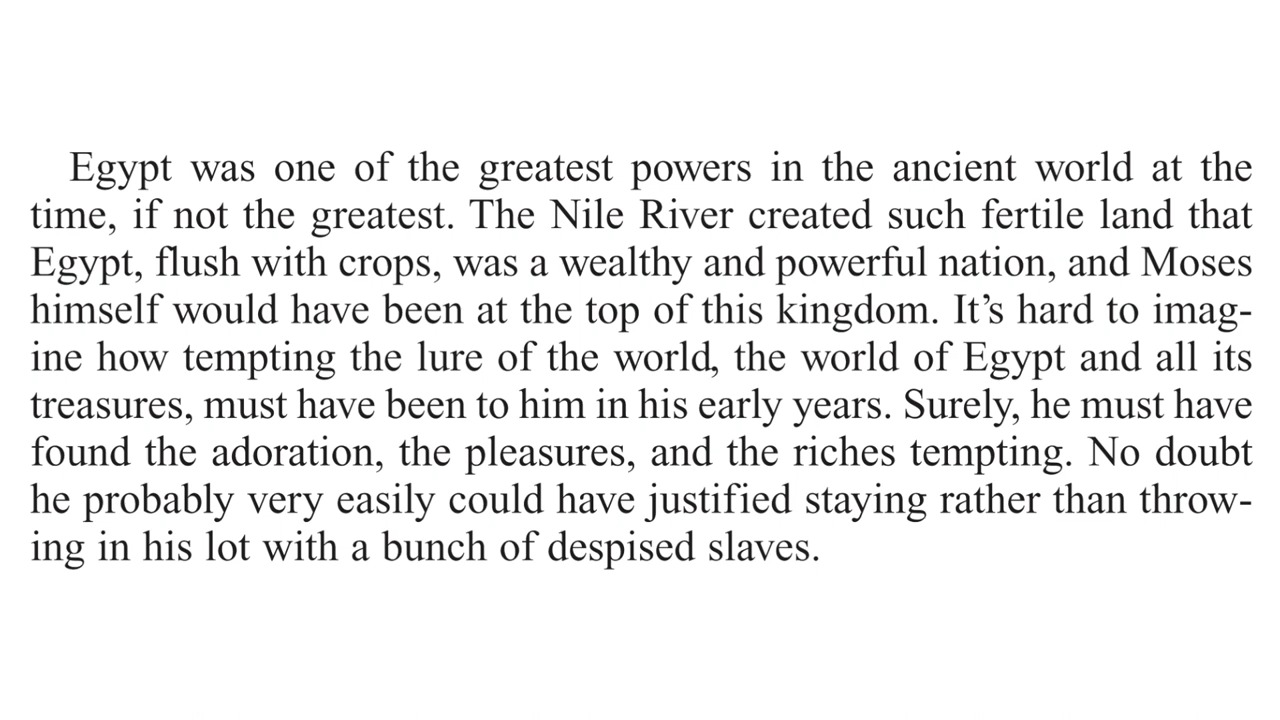 Egypt was one of the greatest powers in the ancient world at the
time, if not the greatest. The Nile River created such fertile land that
Egypt, flush with crops, was a wealthy and powerful nation, and Moses
himself would have been at the top of this kingdom. It’s hard to imag-
ine how tempting the lure of the world, the world of Egypt and all its
treasures, must have been to him in his early years. Surely, he must have
found the adoration, the pleasures, and the riches tempting. No doubt
he probably very easily could have justified staying rather than throw-
ing in his lot with a bunch of despised slaves.